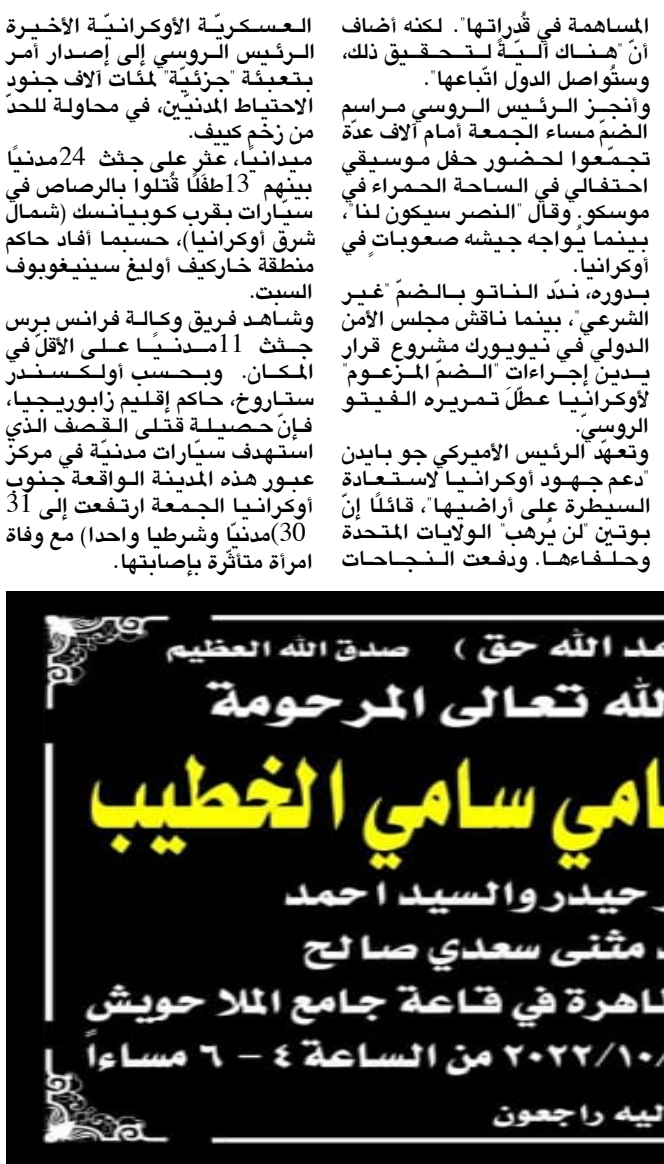 المساهمة في قُدراتها". لكنه أضاف
أنّ "هناك آليّةً لتحقيق ذلك،
وستُواصل الدول اتّباعها".
وأنجز الرئيس الروسي مراسم
الضمّ مساء الجمعة أمام آلاف عدّة
تجمّعوا لحضور حفل موسيقي
احتفالي في الساحة الحمراء في
موسكو. وقال "النصر سيكون لنا"،
بينما يُواجه جيشه صعوباتٍ في
أوكرانيا.
بدوره، ندّد الناتو بالضمّ "غير
الشرعي"، بينما ناقش مجلس الأمن
الدولي في نيويورك مشروع قرار
يدين إجراءات "الضمّ المزعوم"
لأوكرانيا عطّلَ تمريره الفيتو
الروسيّ.
وتعهّد الرئيس الأميركي جو بايدن
"دعم جهود أوكرانيا لاستعادة
السيطرة على أراضيها"، قائلًا إنّ
بوتين "لن يُرهب" الولايات المتحدة
وحلفاءها. ودفعت النجاحات
العسكريّة الأوكرانيّة الأخيرة
الرئيس الروسي إلى إصدار أمر
بتعبئة "جزئيّة" لمئات آلاف جنود
الاحتياط المدنيّين، في محاولة للحدّ
من زخم كييف.
ميدانيًا، عثر على جثث 24مدنيًا
بينهم 13طفلًا قُتلوا بالرصاص في
سيّارات بقرب كوبيانسك (شمال
شرق أوكرانيا)، حسبما أفاد حاكم
منطقة خاركيف أوليغ سينيغوبوف
السبت.
وشاهد فريق وكالة فرانس برس
جثث 11مدنيًا على الأقلّ في
المكان. وبحسب أولكسندر
ستاروخ، حاكم إقليم زابوريجيا،
فإنّ حصيلة قتلى القصف الذي
استهدف سيّارات مدنيّة في مركز
عبور هذه المدينة الواقعة جنوب
أوكرانيا الجمعة ارتفعت إلى 31
30)مدنيّا وشرطيا واحدا) مع وفاة
امرأة متأثّرة بإصابتها.
الله حق ) صدق الله العظيم
الله تعالى المرحومة
سامي الخطيب
حيدر والسيد احمد
مثنى سعدي صالح
في قاعة جامع الملا حويش
/٢٠٢٢/١٠ من الساعة ٤ – ٦ مساءاً
راجعون